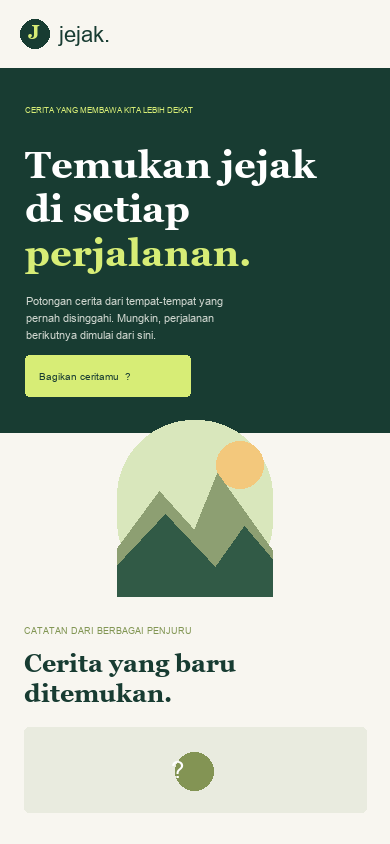 J jejak.
CERITA YANG MEMBAWA KITA LEBIH DEKAT
Temukan jejak
di setiap
perjalanan.
Potongan cerita dari tempat-tempat yang
pernah disinggahi. Mungkin, perjalanan
berikutnya dimulai dari sini.
Bagikan ceritamu ?
CATATAN DARI BERBAGAI PENJURU
Cerita yang baru
ditemukan.
?